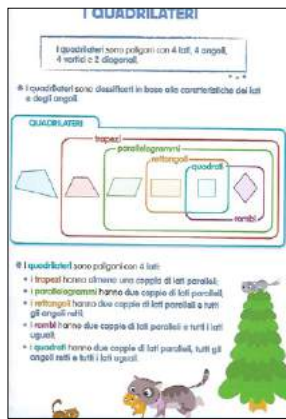 I QUADRILATERI
I quadrilateri sono poligoni con 4 lati, 4 angoli,
4 vertici e 2 diagonali.
I quadrilateri sono classificati in base alle caratteristiche dei lati
e degli angoli.
QUADRILATERI
trapezi
parallelogrammi
rettangoli
quadrati
rombi
I quadrilateri sono poligoni con 4 lati:
• i trapezi hanno almeno una coppia di lati paralleli;
• i parallelogrammi hanno due coppie di lati paralleli;
• i rettangoli hanno due coppie di lati paralleli e tutti
gli angoli retti;
• i rombi hanno due coppie di lati paralleli e tutti i lati
uguali;
• i quadrati hanno due coppie di lati paralleli, tutti gli
angoli retti e tutti i lati uguali.